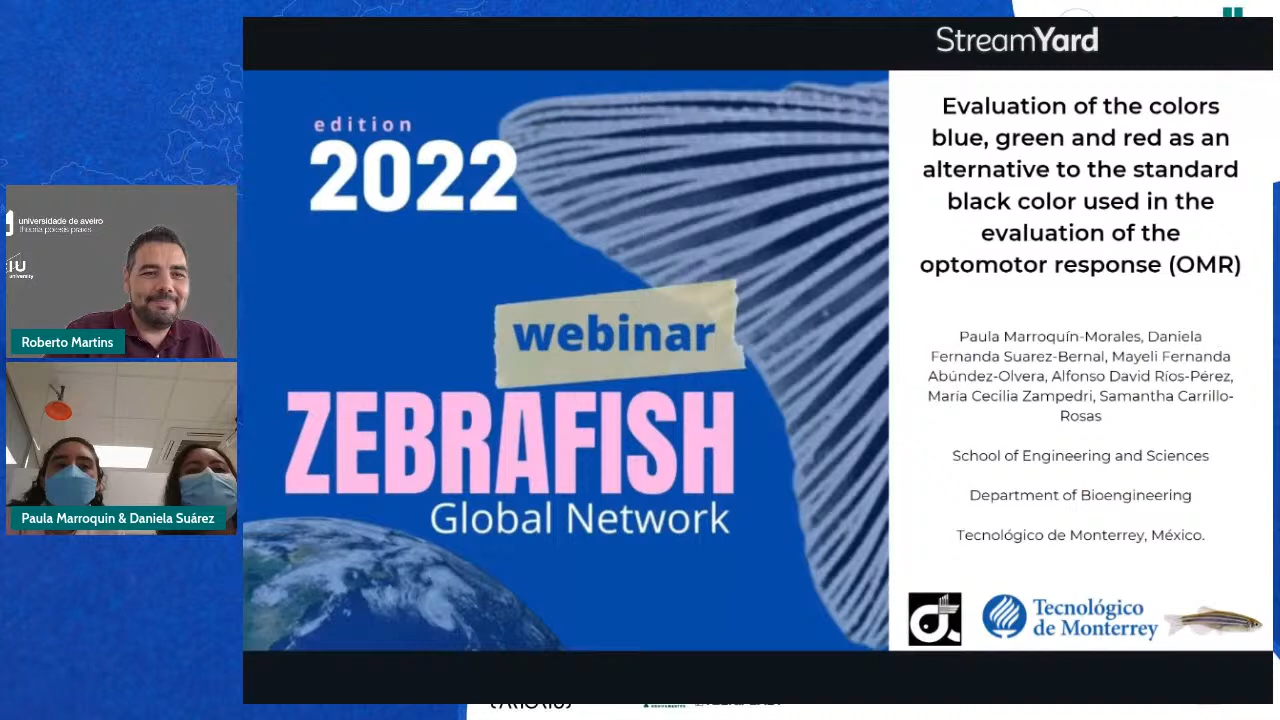 StreamYard
edition
2022
webinar
ZEBRAFISH
Global Network
Evaluation of the colors
blue, green and red as an
alternative to the standard
black color used in the
evaluation of the
optomotor response (OMR)
Paula Marroquín-Morales, Daniela
Fernanda Suarez-Bernal, Mayeli Fernanda
Abúndez-Olvera, Alfonso David Ríos-Pérez,
María Cecilia Zampedri, Samantha Carrillo-
Rosas
School of Engineering and Sciences
Department of Bioengineering
Tecnológico de Monterrey, México.
Tecnológico
de Monterrey
universidade de aveiro
theoria poiesis praxis
university
Roberto Martins
Paula Marroquin & Daniela Suárez